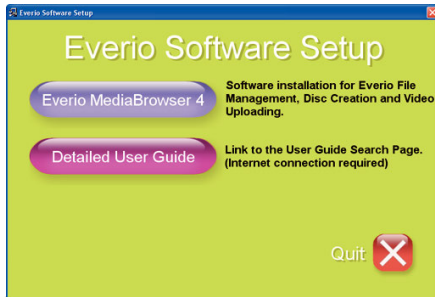 Everio Software Setup
Everio Software Setup
Everio MediaBrowser 4
Software installation for Everio File
Management, Disc Creation and Video
Uploading.
Detailed User Guide
Link to the User Guide Search Page.
(Internet connection required)
Quit